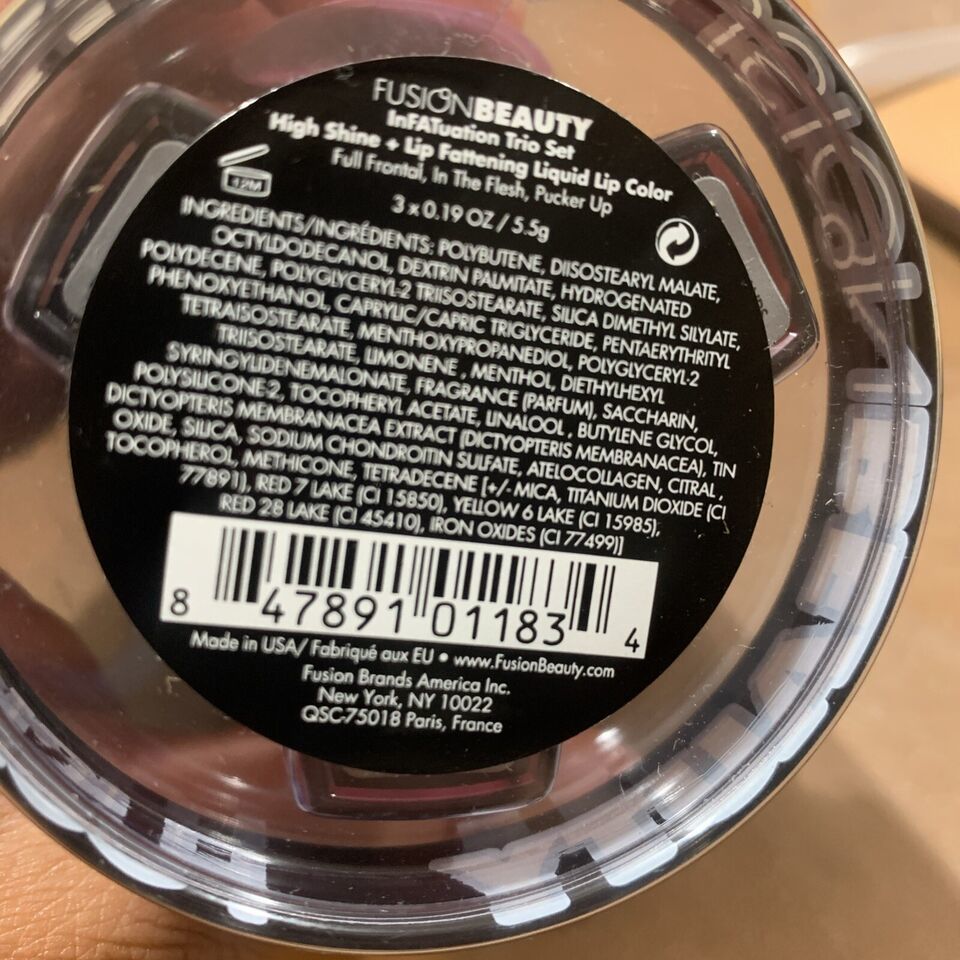 FUSIONBEAUTY
InFATuation Trio Set
High Shine + Lip Fattening Liquid Lip Color
Full Frontal, In The Flesh, Pucker Up
12M
3 x 0.19 OZ / 5.5g
INGREDIENTS/INGRÉDIENTS: POLYBUTENE, DIISOSTEARYL MALATE,
OCTYLDODECANOL, DEXTRIN PALMITATE, HYDROGENATED
POLYDECENE, POLYGLYCERYL-2 TRIISOSTEARATE, SILICA DIMETHYL SILYLATE,
PHENOXYETHANOL, CAPRYLIC/CAPRIC TRIGLYCERIDE, PENTAERYTHRITYL
TETRAISOSTEARATE, MENTHOXYPROPANEDIOL, POLYGLYCERYL-2
TRIISOSTEARATE, LIMONENE , MENTHOL, DIETHYLHEXYL
SYRINGYLIDENEMALONATE, FRAGRANCE (PARFUM), SACCHARIN,
POLYSILICONE-2, TOCOPHERYL ACETATE, LINALOOL , BUTYLENE GLYCOL,
DICTYOPTERIS MEMBRANACEA EXTRACT (DICTYOPTERIS MEMBRANACEA), TIN
OXIDE, SILICA, SODIUM CHONDROITIN SULFATE, ATELOCOLLAGEN, CITRAL ,
TOCOPHEROL, METHICONE, TETRADECENE [+/- MICA, TITANIUM DIOXIDE (CI
77891), RED 7 LAKE (CI 15850), YELLOW 6 LAKE (CI 15985),
RED 28 LAKE (CI 45410), IRON OXIDES (CI 77499)]
8 47891 01183 4
Made in USA/ Fabriqué aux EU • www.FusionBeauty.com
Fusion Brands America Inc.
New York, NY 10022
QSC-75018 Paris, France